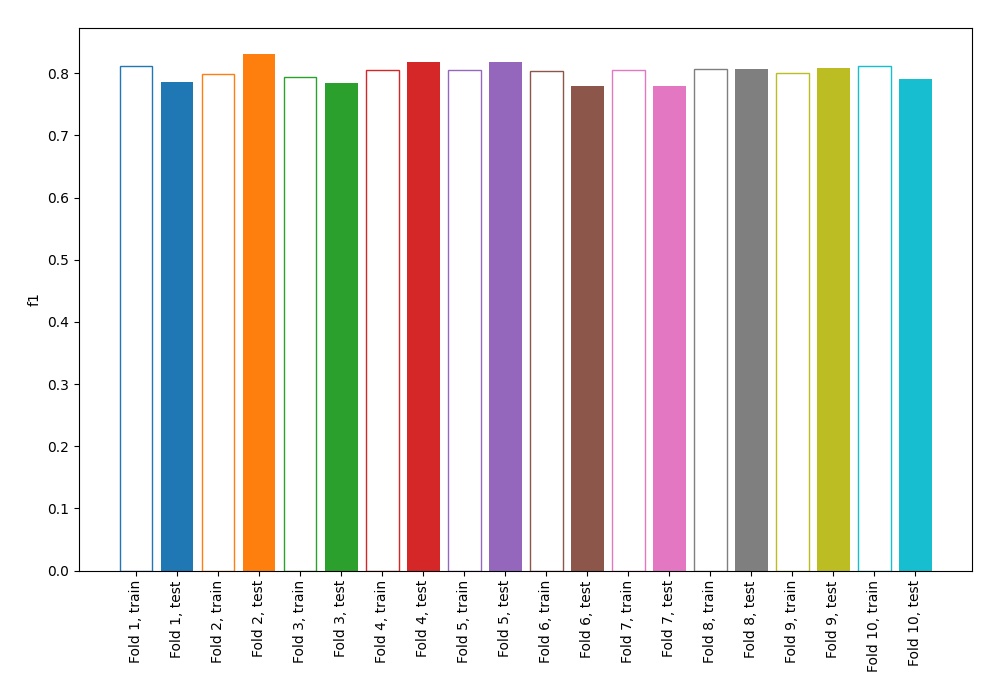 f1
0.8
0.7
0.6
0.5
0.4
0.3
0.2
0.1
0.0
Fold 1, train
Fold 1, test
Fold 2, train
Fold 2, test
Fold 3, train
Fold 3, test
Fold 4, train
Fold 4, test
Fold 5, train
Fold 5, test
Fold 6, train
Fold 6, test
Fold 7, train
Fold 7, test
Fold 8, train
Fold 8, test
Fold 9, train
Fold 9, test
Fold 10, train
Fold 10, test